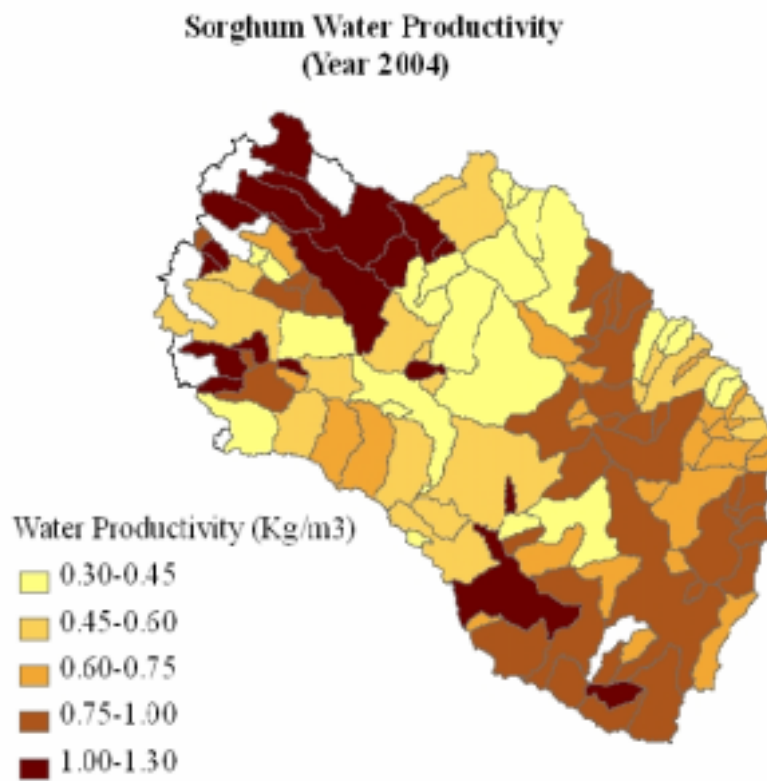 Sorghum Water Productivity
(Year 2004)
Water Productivity (Kg/m3)
0.30-0.45
0.45-0.60
0.60-0.75
0.75-1.00
1.00-1.30